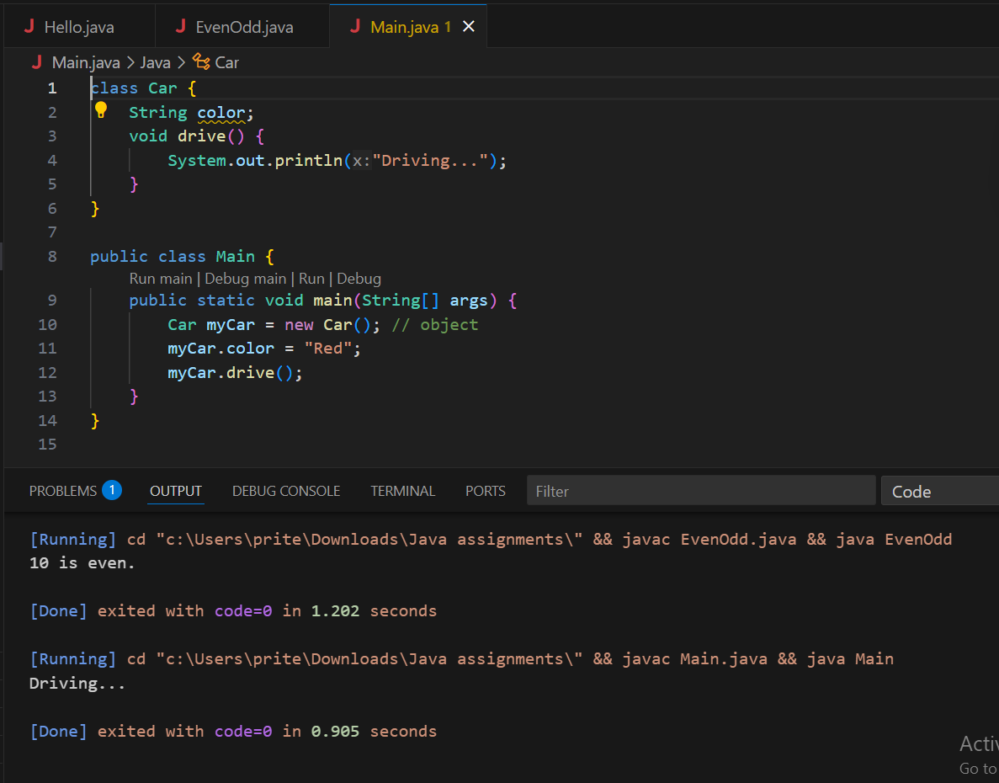 Hello.java EvenOdd.java Main.java 1
Main.java > Java > Car
1 class Car {
2 String color;
3 void drive() {
4 System.out.println(x:"Driving...");
5 }
6 }
7
8 public class Main {
Run main | Debug main | Run | Debug
9 public static void main(String[] args) {
10 Car myCar = new Car(); // object
11 myCar.color = "Red";
12 myCar.drive();
13 }
14 }
15
PROBLEMS 1 OUTPUT DEBUG CONSOLE TERMINAL PORTS Filter Code
[Running] cd "c:\Users\prite\Downloads\Java assignments\" && javac EvenOdd.java && java EvenOdd
10 is even.
[Done] exited with code=0 in 1.202 seconds
[Running] cd "c:\Users\prite\Downloads\Java assignments\" && javac Main.java && java Main
Driving...
[Done] exited with code=0 in 0.905 seconds
Go to